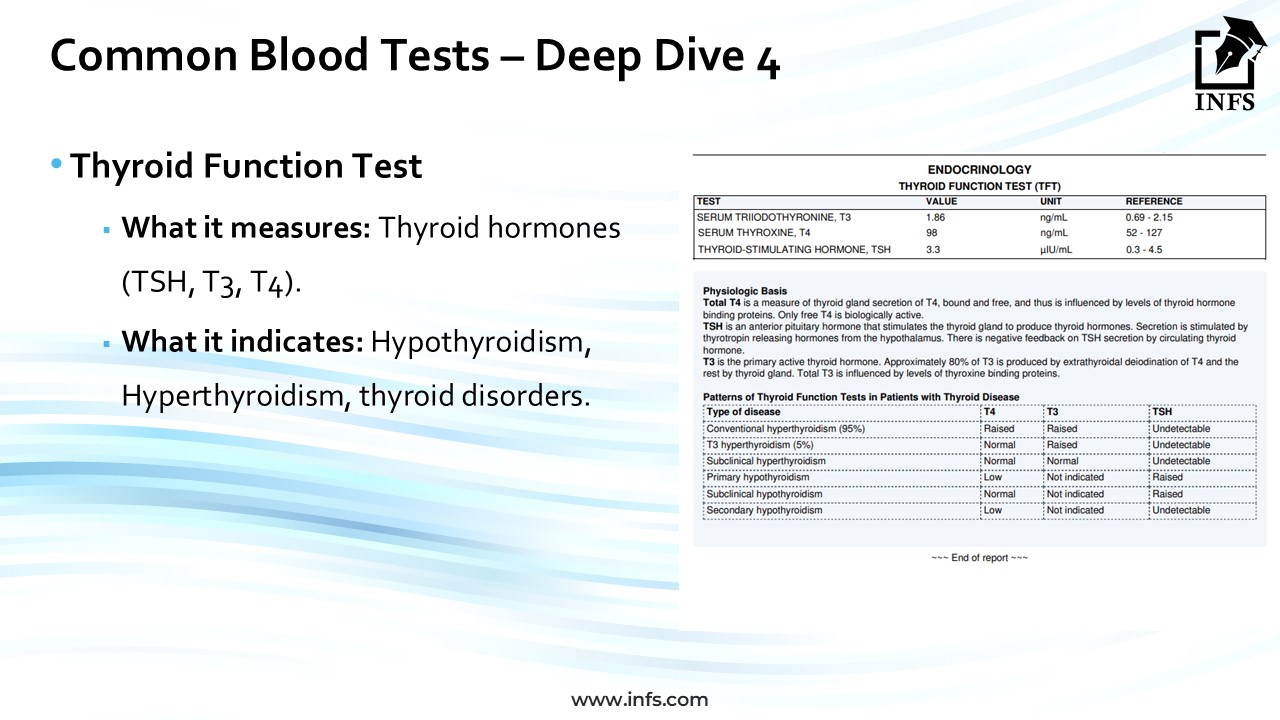 Common Blood Tests – Deep Dive 4
INFS
• Thyroid Function Test
▪ What it measures: Thyroid hormones
(TSH, T3, T4).
▪ What it indicates: Hypothyroidism,
Hyperthyroidism, thyroid disorders.
ENDOCRINOLOGY
THYROID FUNCTION TEST (TFT)
TEST VALUE UNIT REFERENCE
SERUM TRIIODOTHYRONINE, T3 1.86 ng/mL 0.69 - 2.15
SERUM THYROXINE, T4 98 ng/mL 52 - 127
THYROID-STIMULATING HORMONE, TSH 3.3 µIU/mL 0.3 - 4.5
Physiologic Basis
Total T4 is a measure of thyroid gland secretion of T4, bound and free, and thus is influenced by levels of thyroid hormone
binding proteins. Only free T4 is biologically active.
TSH is an anterior pituitary hormone that stimulates the thyroid gland to produce thyroid hormones. Secretion is stimulated by
thyrotropin releasing hormones from the hypothalamus. There is negative feedback on TSH secretion by circulating thyroid
hormone.
T3 is the primary active thyroid hormone. Approximately 80% of T3 is produced by extrathyroidal deiodination of T4 and the
rest by thyroid gland. Total T3 is influenced by levels of thyroxine binding proteins.
Patterns of Thyroid Function Tests in Patients with Thyroid Disease
Type of disease T4 T3 TSH
Conventional hyperthyroidism (95%) Raised Raised Undetectable
T3 hyperthyroidism (5%) Normal Raised Undetectable
Subclinical hyperthyroidism Normal Normal Undetectable
Primary hypothyroidism Low Not indicated Raised
Subclinical hypothyroidism Normal Not indicated Raised
Secondary hypothyroidism Low Not indicated Undetectable
~~~ End of report ~~~
www.infs.com